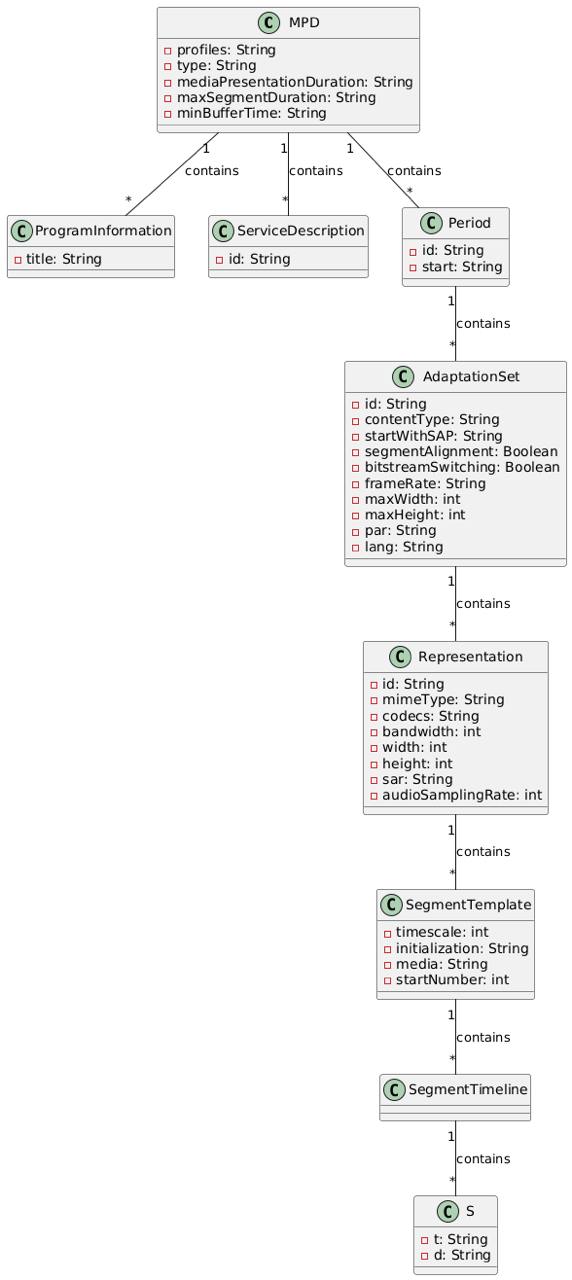 C MPD
profiles: String
type: String
mediaPresentationDuration: String
maxSegmentDuration: String
minBufferTime: String
1 1 1
contains contains contains
* * *
C ProgramInformation
title: String
C ServiceDescription
id: String
C Period
id: String
start: String
1
contains
*
C AdaptationSet
id: String
contentType: String
startWithSAP: String
segmentAlignment: Boolean
bitstreamSwitching: Boolean
frameRate: String
maxWidth: int
maxHeight: int
par: String
lang: String
1
contains
*
C Representation
id: String
mimeType: String
codecs: String
bandwidth: int
width: int
height: int
sar: String
audioSamplingRate: int
1
contains
*
C SegmentTemplate
timescale: int
initialization: String
media: String
startNumber: int
1
contains
*
C SegmentTimeline
1
contains
*
C S
t: String
d: String